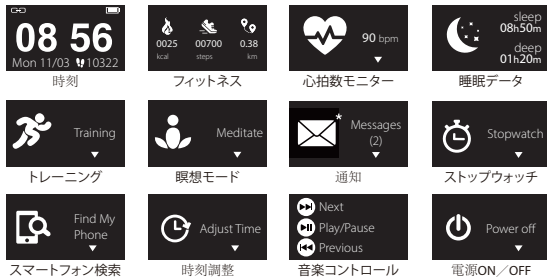 08 56
Mon 11/03 10322
時刻
0025 00700 0.38
kcal steps km
フィットネス
90 bpm
心拍数モニター
sleep
08h50m
deep
01h20m
睡眠データ
Training
トレーニング
Meditate
瞑想モード
Messages
(2)
通知
Stopwatch
ストップウォッチ
Find My
Phone
スマートフォン検索
Adjust Time
時刻調整
Next
Play/Pause
Previous
音楽コントロール
Power off
電源ON/OFF